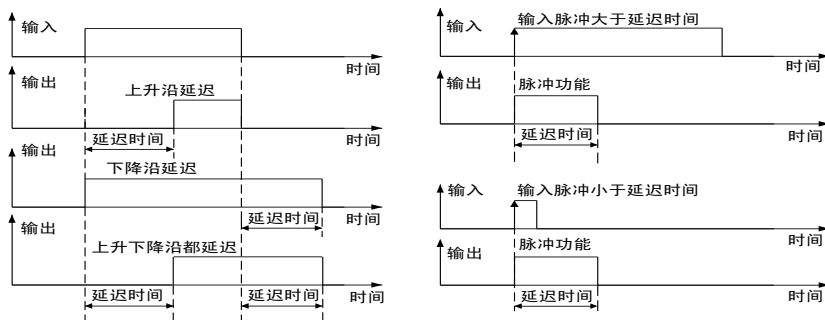 输入
时间
输出
上升沿延迟
延迟时间
时间
输出
下降沿延迟
延迟时间
时间
输出
上升下降沿都延迟
延迟时间
延迟时间
时间
输入
输入脉冲大于延迟时间
时间
输出
脉冲功能
延迟时间
时间
输入
输入脉冲小于延迟时间
时间
输出
脉冲功能
延迟时间
时间